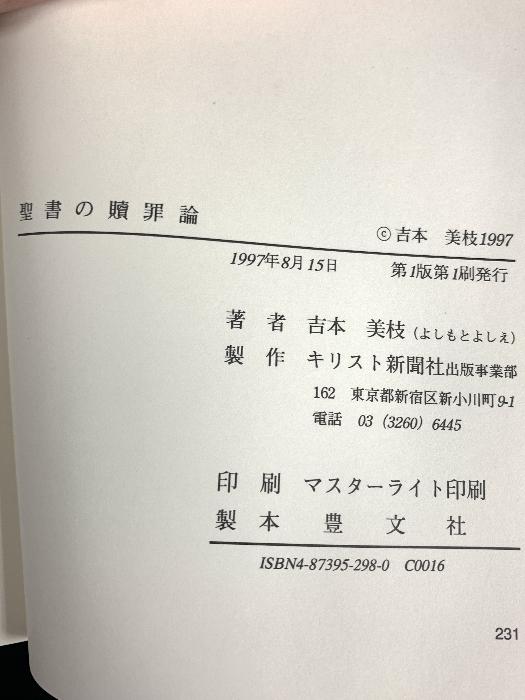 聖書の贖罪論
©吉本 美枝1997
1997年8月15日 第1版第1刷発行
著 者 吉本 美枝（よしもとよしえ）
製 作 キリスト新聞社出版事業部
162 東京都新宿区新小川町9-1
電話 03（3260）6445
印 刷 マスターライト印刷
製 本 豊 文 社
ISBN4-87395-298-0 C0016
231